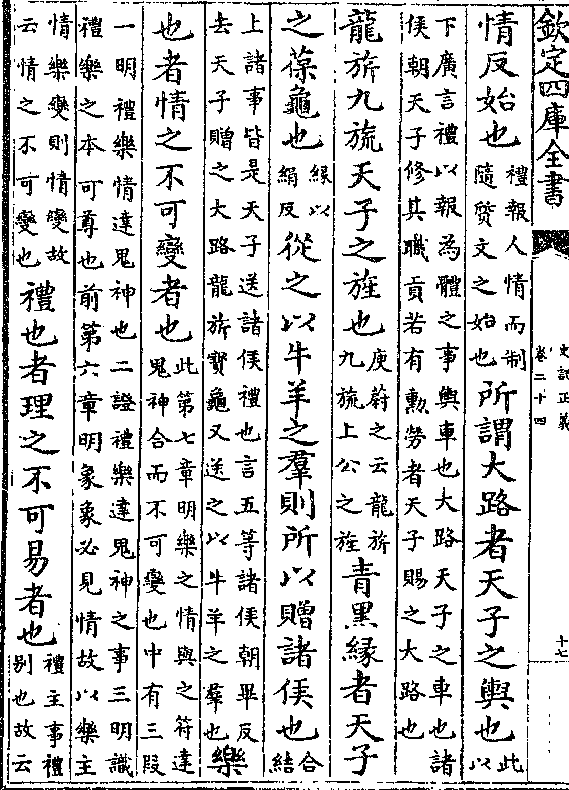 欽定四庫全書
史記正義
卷二十四
十七
情反始也
禮報人情而制
隨質文之始也
所謂大路者天子之輿也
此
以
下廣言禮以報為體之事輿車也大路天子之車也諸
侯朝天子修其職貢若有勲勞者天子賜之大路也
龍旂九旒天子之旌也
庾蔚之云龍旂
九旒上公之旌
青黑縁者天子
之葆龜也
縁以
絹反
從之以牛羊之羣則所以贈諸侯也
合
結
上諸事皆是天子送諸侯禮也言五等諸侯朝畢反
去天子贈之大路龍旂寶龜又送之以牛羊之羣也
樂
也者情之不可變者也
此第七章明樂之情與之符達
鬼神合而不可變也中有三段
一明禮樂情達鬼神也二證禮樂達鬼神之事三明識
禮樂之本可尊也前第六章明象象必見情故以樂主
情樂變則情變故
云情之不可變也
禮也者理之不可易者也
禮主事禮
别也故云